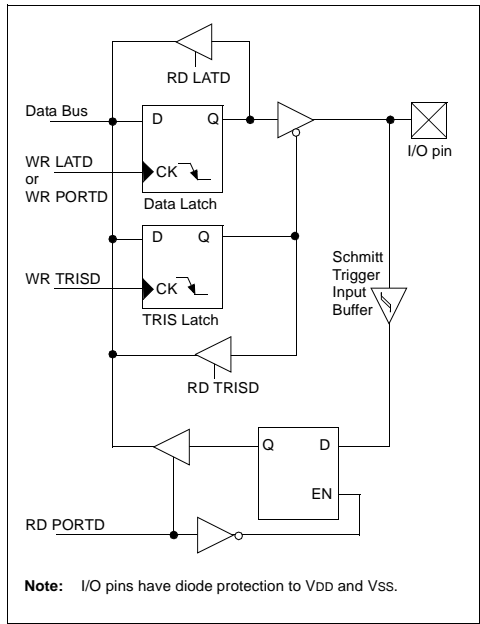 RD LATD
Data Bus
D
Q
I/O pin
WR LATD
or
WR PORTD
CK
Data Latch
D
Q
WR TRISD
CK
TRIS Latch
Schmitt
Trigger
Input
Buffer
RD TRISD
Q
D
EN
RD PORTD
Note: I/O pins have diode protection to VDD and VSS.